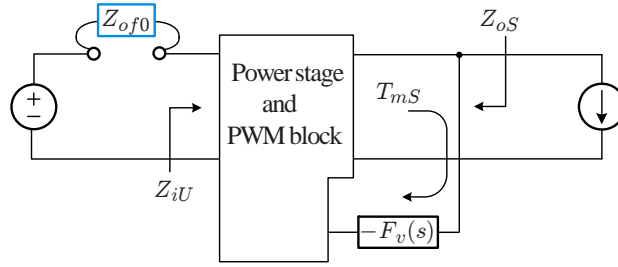 Z_{of0}
Z_{oS}
Power stage
and
PWM block
T_{mS}
+
−
Z_{iU}
−F_v(s)